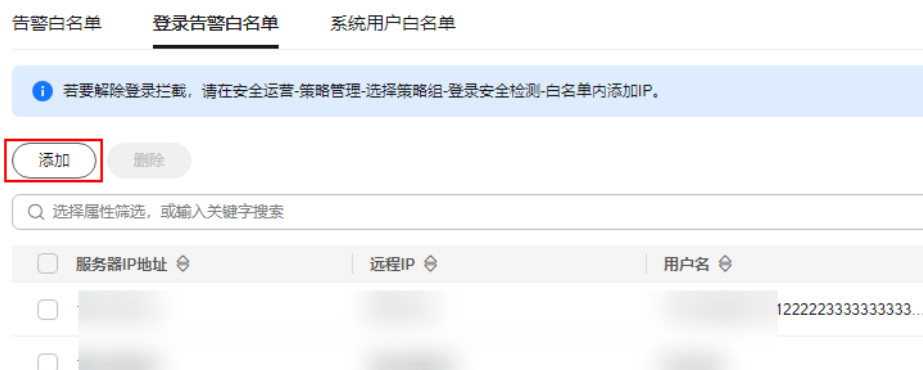 告警白名单 登录告警白名单 系统用户白名单
若要解除登录拦截，请在安全运营-策略管理-选择策略组-登录安全检测-白名单内添加IP。
添加 删除
选择属性筛选，或输入关键字搜索
服务器IP地址 远程IP 用户名
1222223333333333...